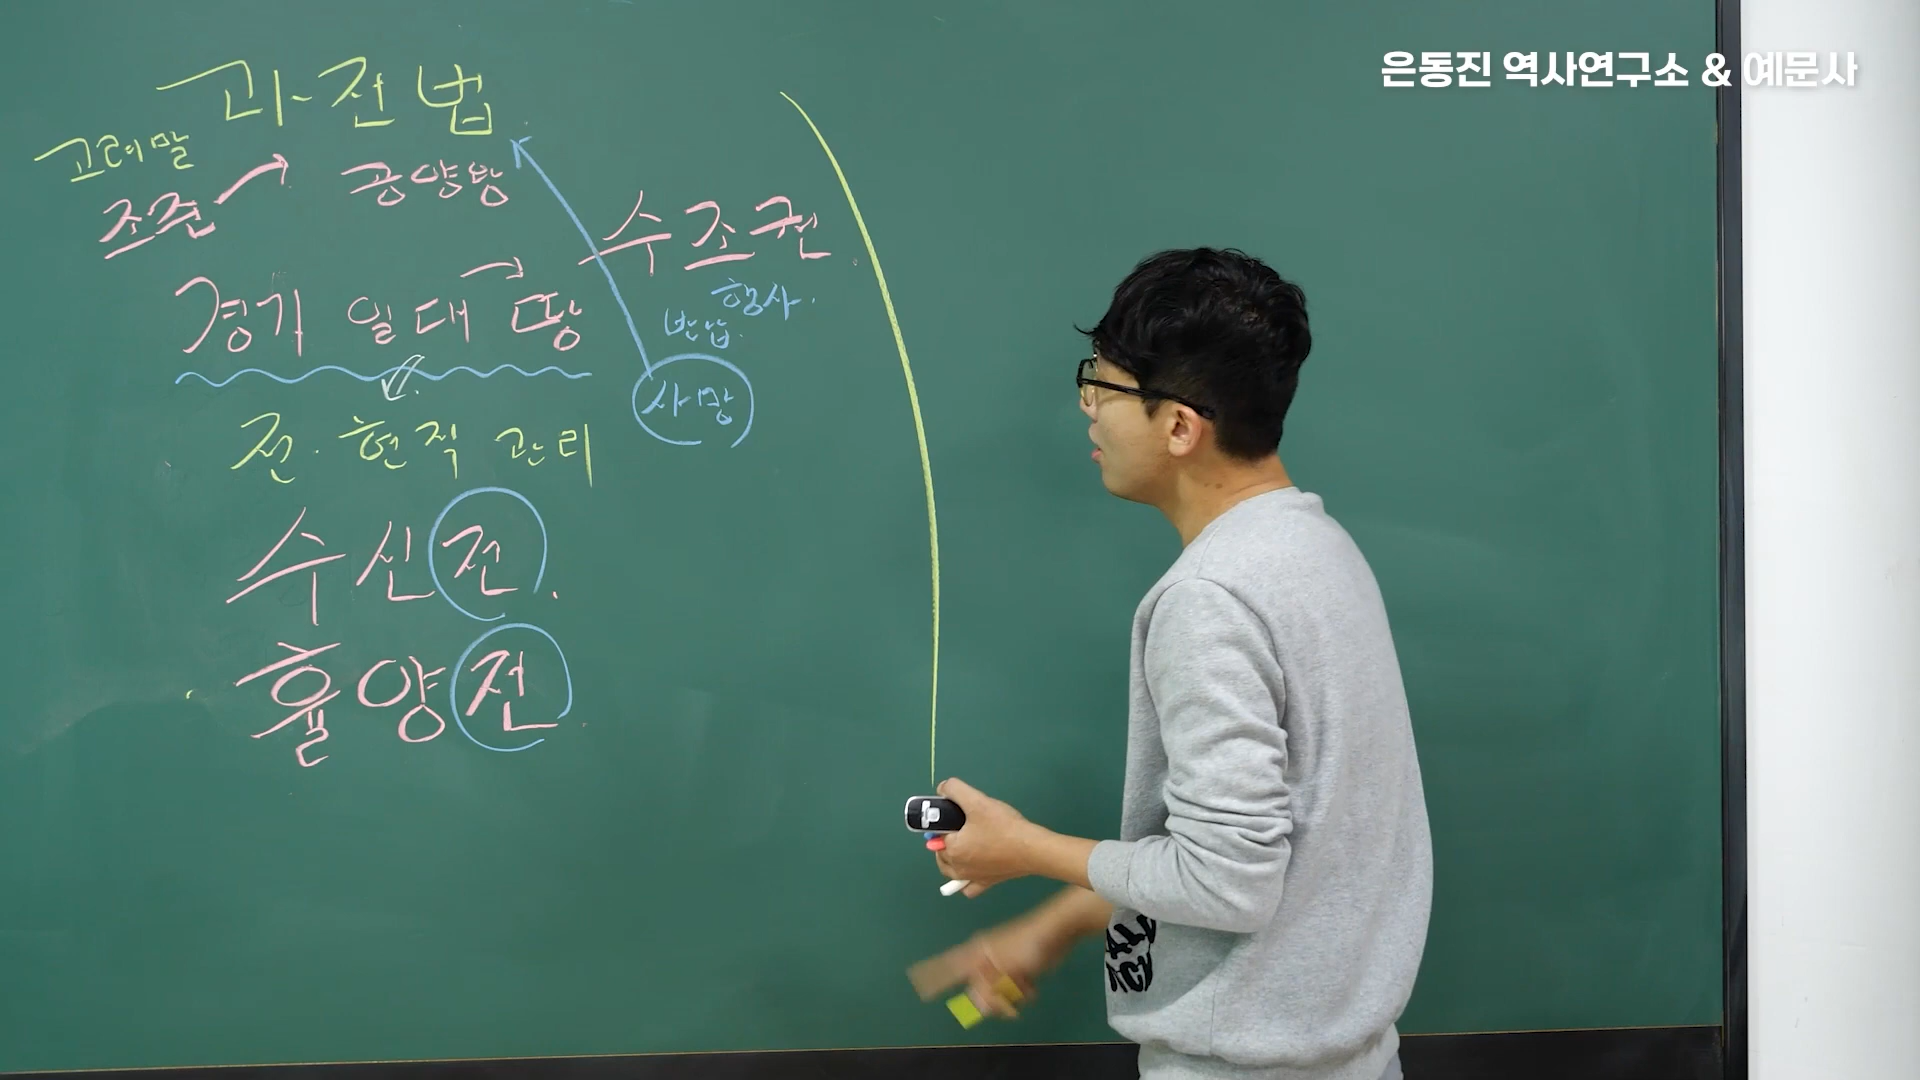 은동진 역사연구소 & 예문사
과전법
고려말
조준 → 공양왕
수조권
경기 일대 땅
행사.
반납.
사망
전·현직 관리
수신전.
휼양전